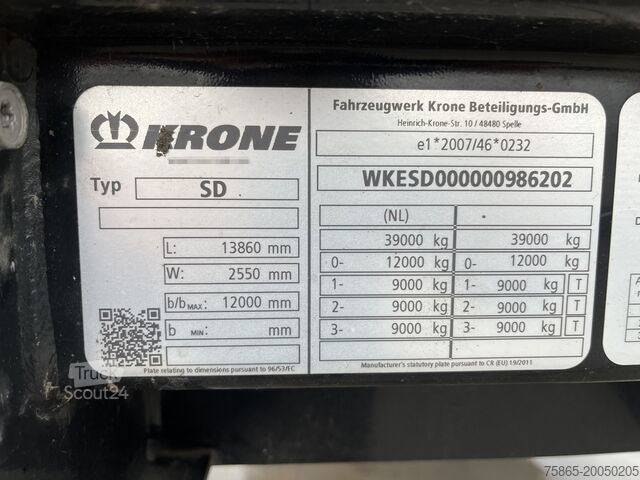 KRONE
Typ SD
L: 13860 mm
W: 2550 mm
b/b MAX: 12000 mm
b MIN: mm
Plate relating to dimensions pursuant to 96/53/EC
Fahrzeugwerk Krone Beteiligungs-GmbH
Heinrich-Krone-Str. 10 / 48480 Spelle
e1*2007/46*0232
WKESD000000986202
(NL) -
39000 kg 39000 kg
0- 12000 kg 0- 12000 kg
1- 9000 kg 1- 9000 kg T
2- 9000 kg 2- 9000 kg T
3- 9000 kg 3- 9000 kg T
Manufacturer's statutory plate pursuant to CR (EU) 19/2011
Truck
Scout24
75865-20050205